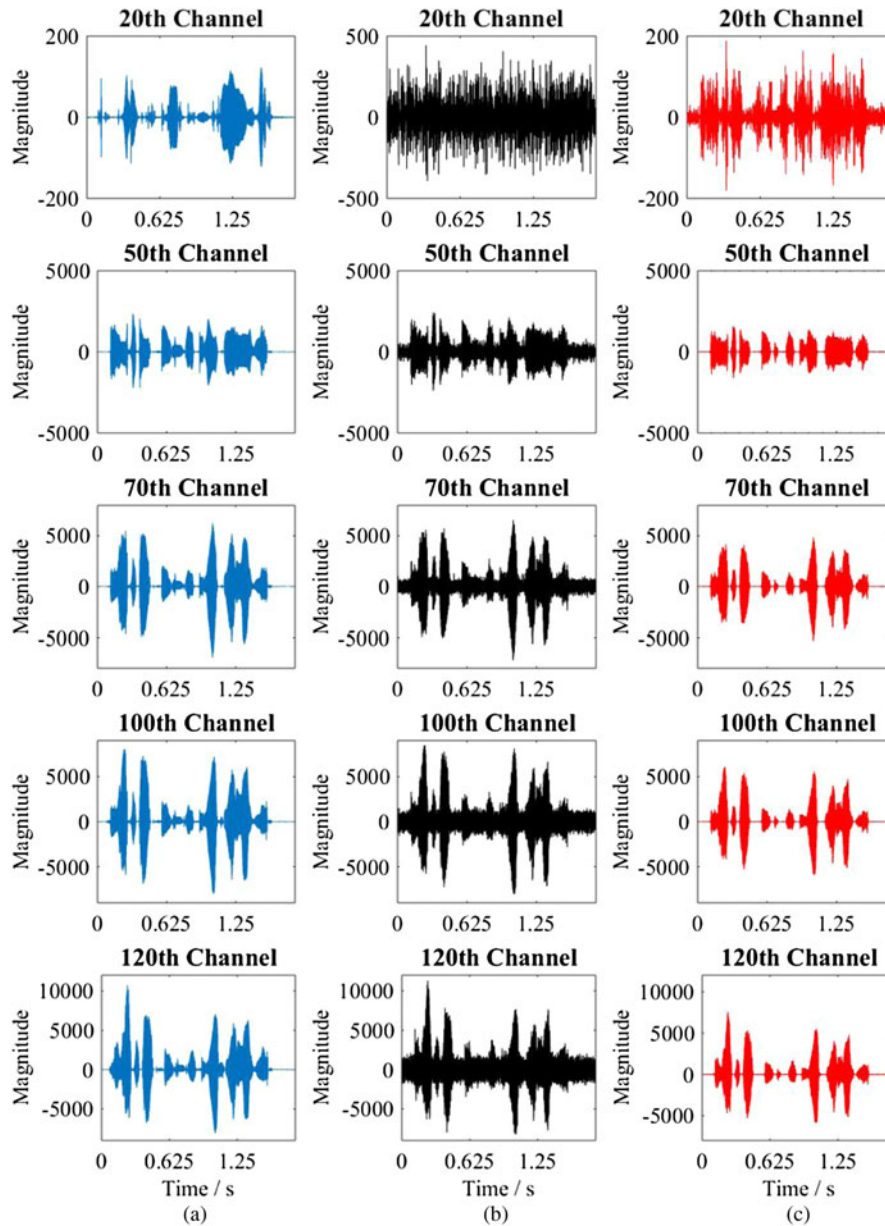 20th Channel 20th Channel 20th Channel
200 500 200
Magnitude Magnitude Magnitude
0 0 0
-200 -500 -200
0 0.625 1.25 0 0.625 1.25 0 0.625 1.25
50th Channel 50th Channel 50th Channel
5000 5000 5000
Magnitude Magnitude Magnitude
0 0 0
-5000 -5000 -5000
0 0.625 1.25 0 0.625 1.25 0 0.625 1.25
70th Channel 70th Channel 70th Channel
5000 5000 5000
Magnitude Magnitude Magnitude
0 0 0
-5000 -5000 -5000
0 0.625 1.25 0 0.625 1.25 0 0.625 1.25
100th Channel 100th Channel 100th Channel
5000 5000 5000
Magnitude Magnitude Magnitude
0 0 0
-5000 -5000 -5000
0 0.625 1.25 0 0.625 1.25 0 0.625 1.25
120th Channel 120th Channel 120th Channel
10000 10000 10000
5000 5000 5000
Magnitude Magnitude Magnitude
0 0 0
-5000 -5000 -5000
0 0.625 1.25 0 0.625 1.25 0 0.625 1.25
Time / s Time / s Time / s
(a) (b) (c)